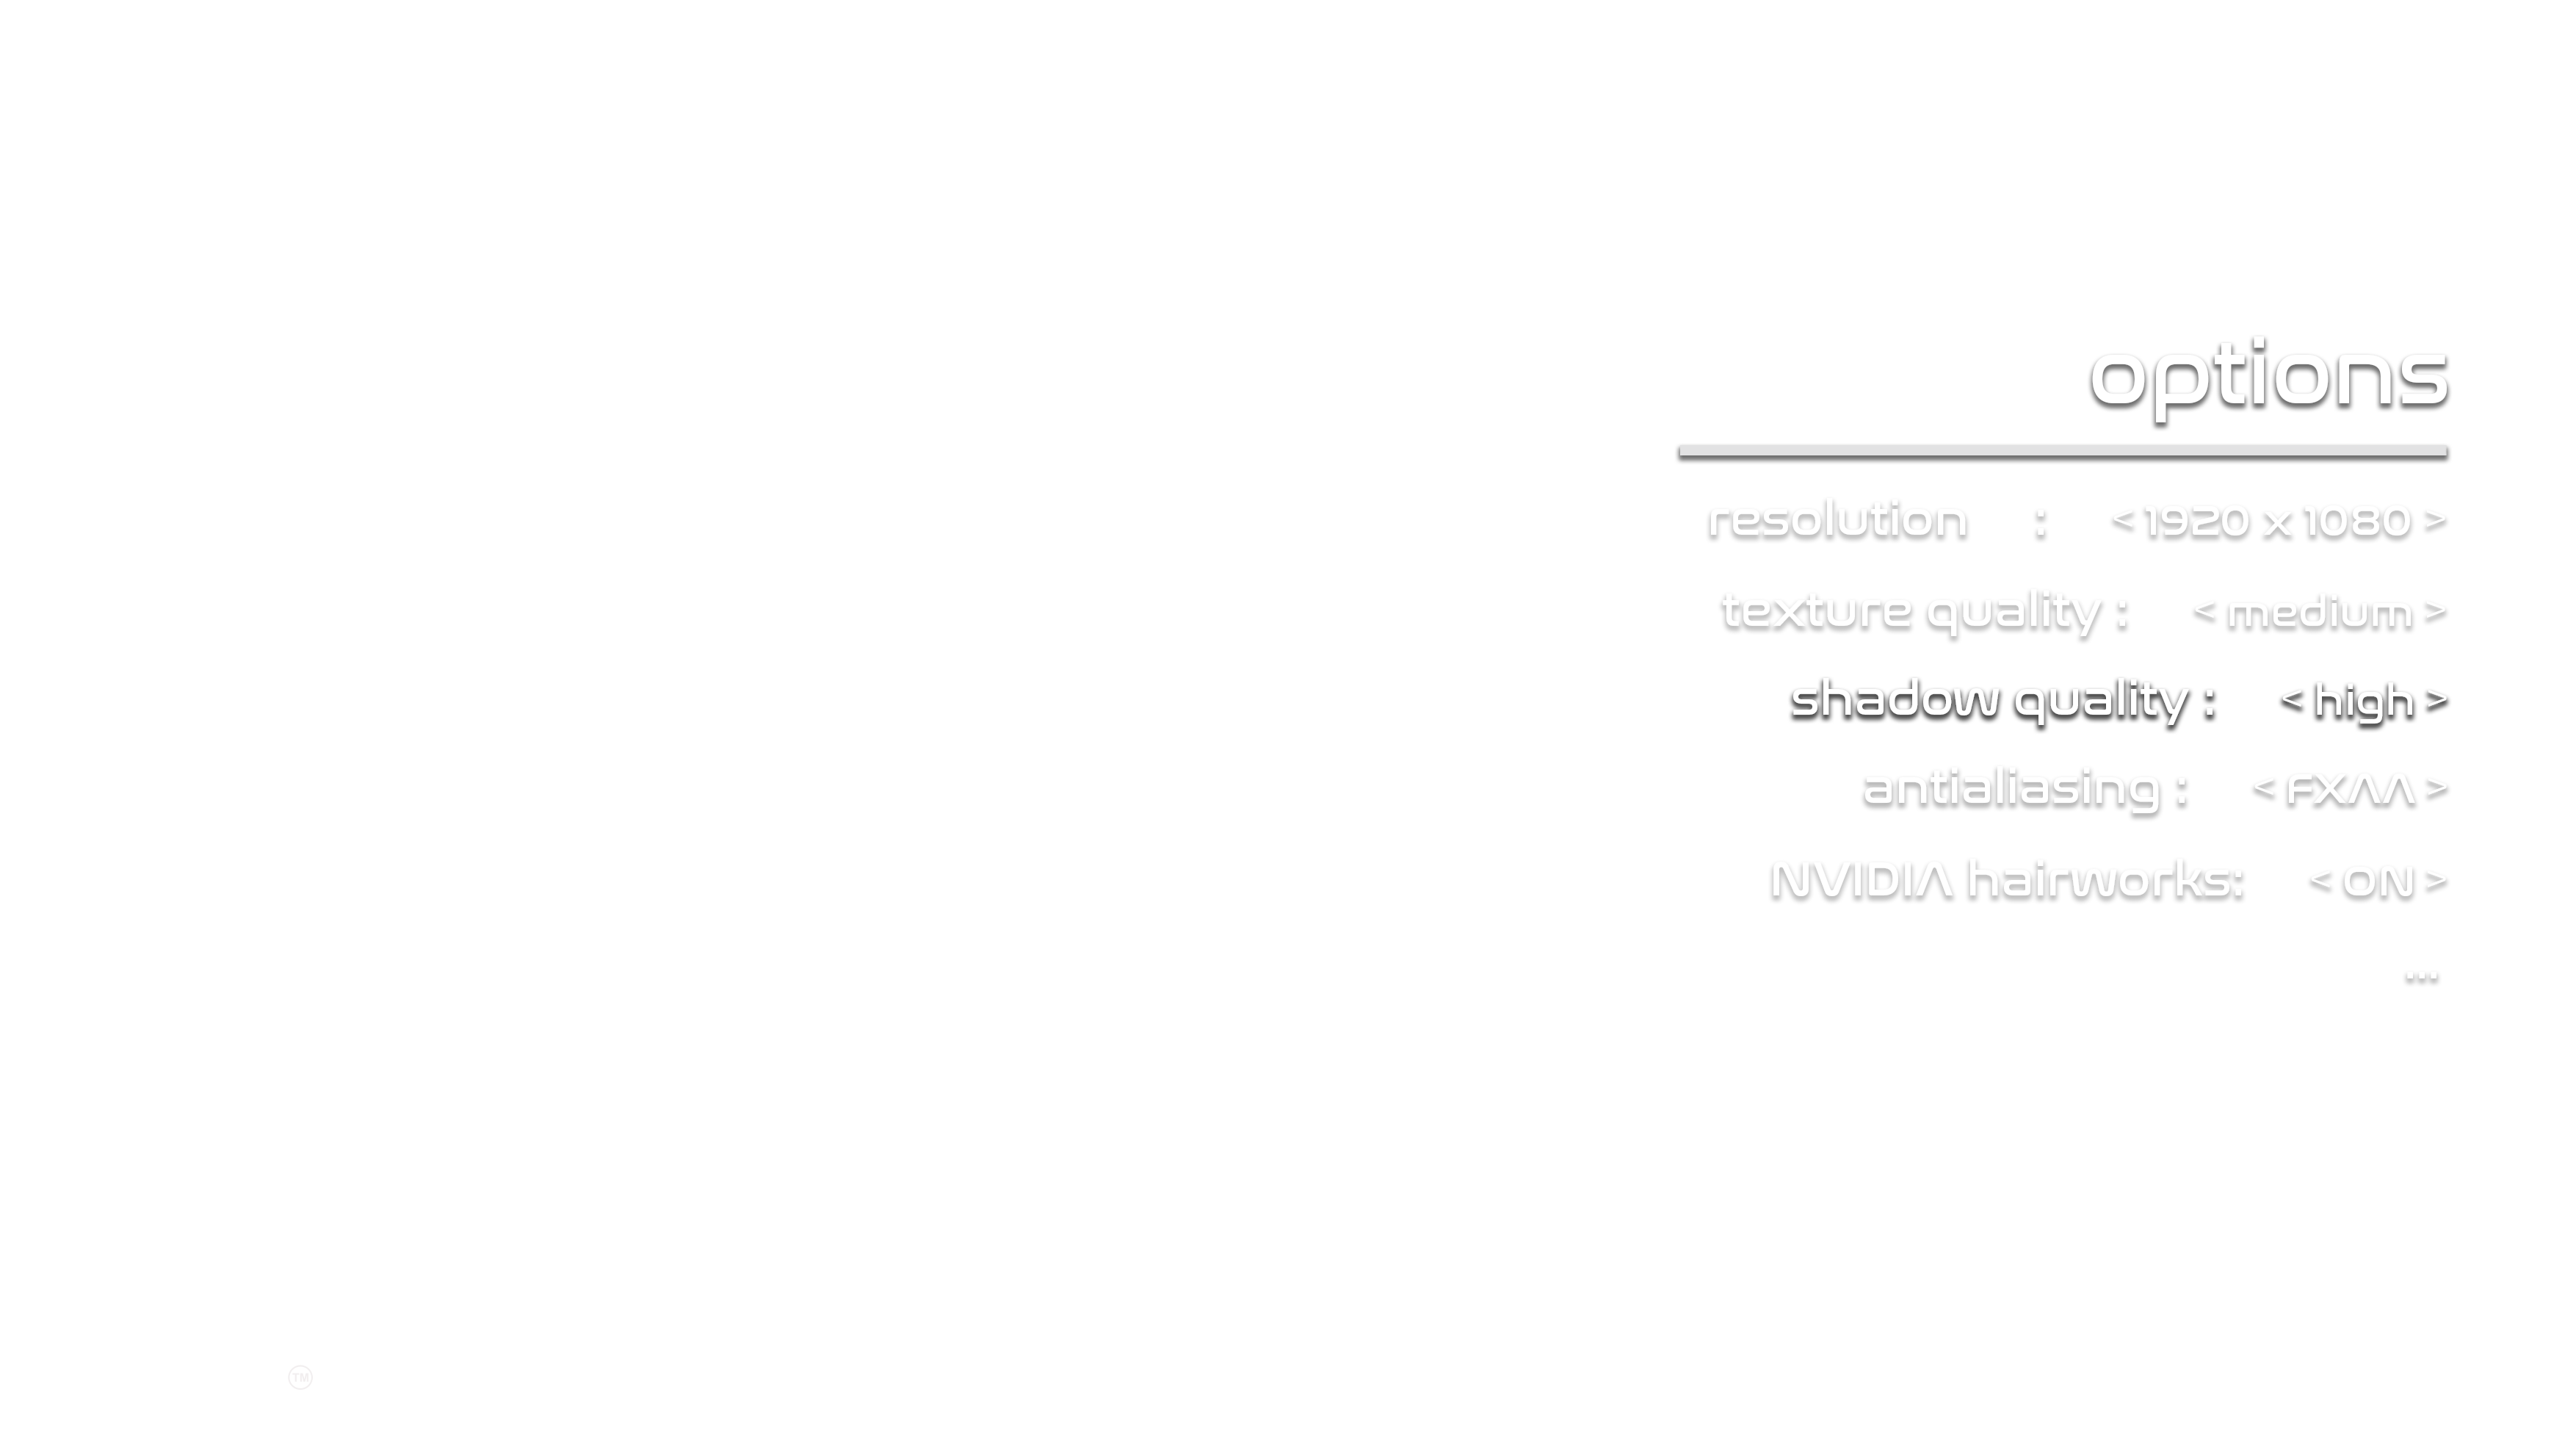 options
resolution : < 1920 x 1080 >
texture quality : < medium >
shadow quality : < high >
antialiasing : < FXAA >
NVIDIA hairworks: < ON >
...
TM